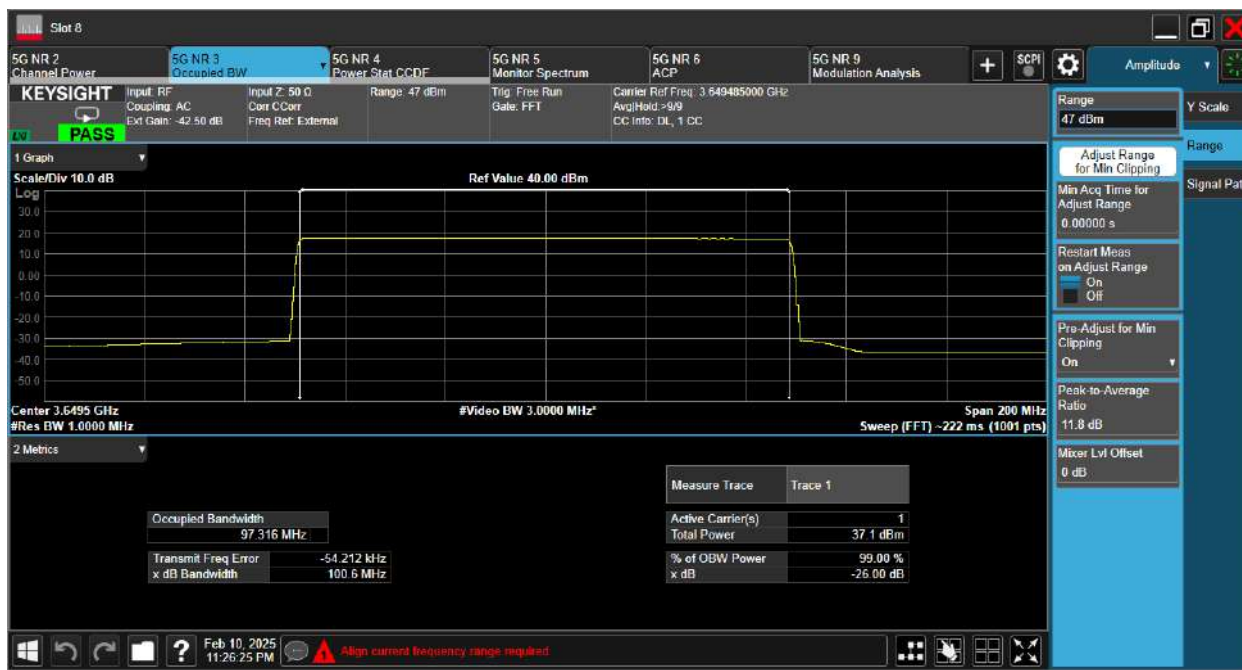 Slot 8
5G NR 2
Channel Power
5G NR 3
Occupied BW
5G NR 4
Power Stat CCDF
5G NR 5
Monitor Spectrum
5G NR 6
ACP
5G NR 9
Modulation Analysis
SCPI
Amplitude
KEYSIGHT
LXI
PASS
Input: RF
Coupling: AC
Ext Gain: -42.50 dB
Input Z: 50 Ω
Corr CCorr
Freq Ref: External
Range: 47 dBm
Trig: Free Run
Gate: FFT
Carrier Ref Freq: 3.649485000 GHz
Avg|Hold:>9/9
CC Info: DL, 1 CC
1 Graph
Scale/Div 10.0 dB
Ref Value 40.00 dBm
Log
30.0
20.0
10.0
0.00
-10.0
-20.0
-30.0
-40.0
-50.0
Center 3.6495 GHz
#Res BW 1.0000 MHz
#Video BW 3.0000 MHz*
Span 200 MHz
Sweep (FFT) ~222 ms (1001 pts)
2 Metrics
Measure Trace Trace 1
Occupied Bandwidth
97.316 MHz
Transmit Freq Error -54.212 kHz
x dB Bandwidth 100.6 MHz
Active Carrier(s) 1
Total Power 37.1 dBm
% of OBW Power 99.00 %
x dB -26.00 dB
Range
47 dBm
Adjust Range
for Min Clipping
Min Acq Time for
Adjust Range
0.00000 s
Restart Meas
on Adjust Range
On
Off
Pre-Adjust for Min
Clipping
On
Peak-to-Average
Ratio
11.8 dB
Mixer Lvl Offset
0 dB
Y Scale
Range
Signal Pat
Feb 10, 2025
11:26:25 PM
Align current frequency range required